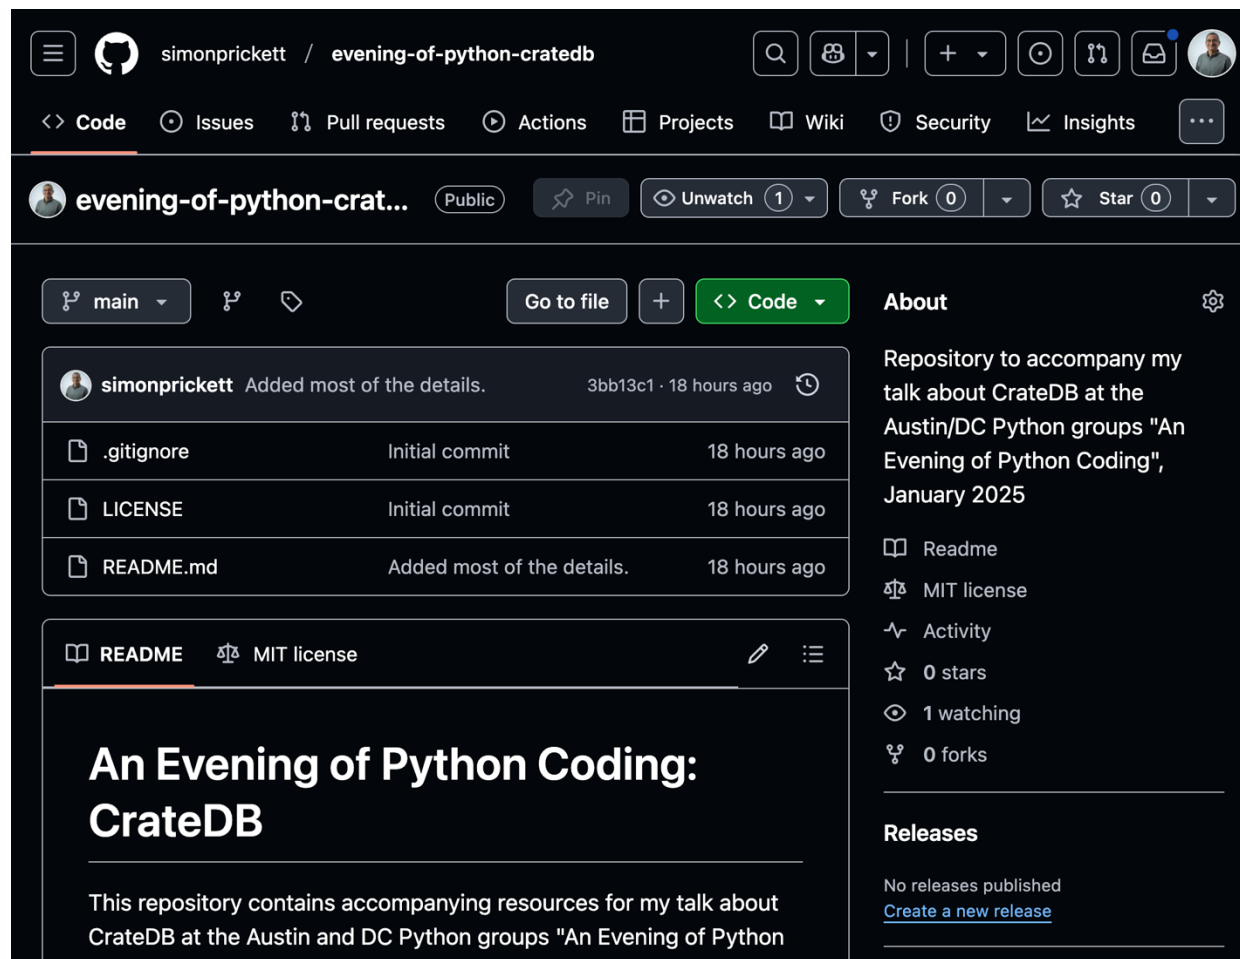 simonprickett / evening-of-python-cratedb
Code Issues Pull requests Actions Projects Wiki Security Insights
evening-of-python-crat... Public Pin Unwatch 1 Fork 0 Star 0
main Go to file Code
simonprickett Added most of the details. 3bb13c1 · 18 hours ago
.gitignore Initial commit 18 hours ago
LICENSE Initial commit 18 hours ago
README.md Added most of the details. 18 hours ago
README MIT license
An Evening of Python Coding:
CrateDB
This repository contains accompanying resources for my talk about
CrateDB at the Austin and DC Python groups "An Evening of Python
About
Repository to accompany my
talk about CrateDB at the
Austin/DC Python groups "An
Evening of Python Coding",
January 2025
Readme
MIT license
Activity
0 stars
1 watching
0 forks
Releases
No releases published
Create a new release